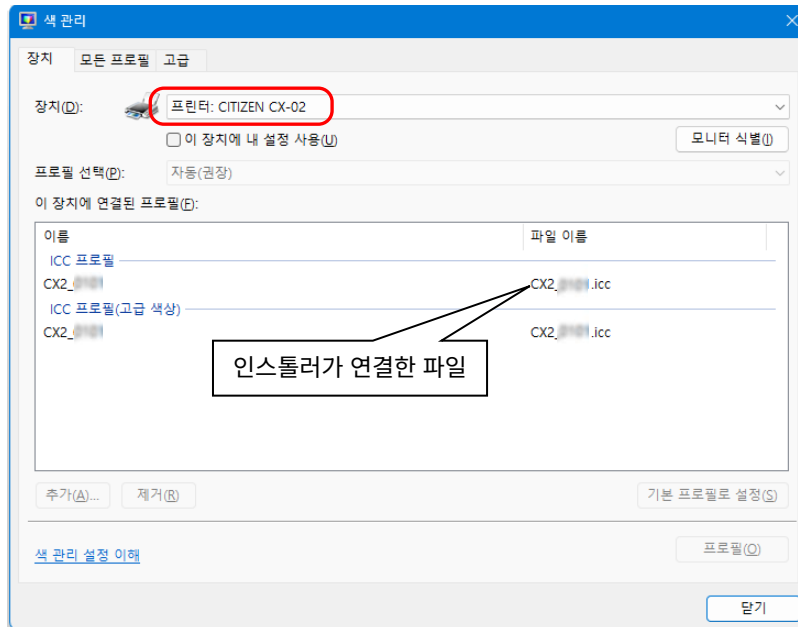 색 관리
장치 모든 프로필 고급
장치(D): 프린터: CITIZEN CX-02
이 장치에 내 설정 사용(U) 모니터 식별(I)
프로필 선택(P): 자동(권장)
이 장치에 연결된 프로필(F):
이름 파일 이름
ICC 프로필
CX2_ CX2_ .icc
ICC 프로필(고급 색상)
CX2_ CX2_ .icc
인스톨러가 연결한 파일
추가(A)... 제거(R) 기본 프로필로 설정(S)
색 관리 설정 이해 프로필(O)
닫기